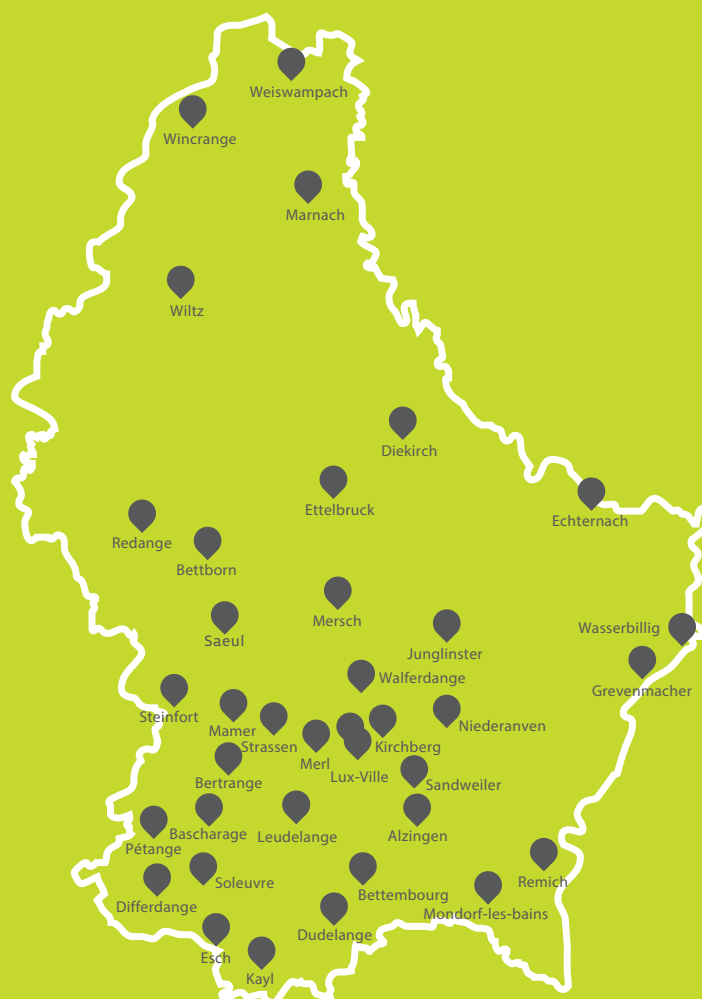 Weiswampach
Wincrange
Marnach
Wiltz
Diekirch
Ettelbruck
Echternach
Redange
Bettborn
Mersch
Wasserbillig
Saeul
Junglinster
Walferdange
Grevenmacher
Steinfort
Niederanven
Mamer
Strassen
Kirchberg
Merl
Lux-Ville
Bertrange
Sandweiler
Bascharage
Leudelange
Alzingen
Pétange
Soleuvre
Remich
Bettembourg
Differdange
Mondorf-les-bains
Dudelange
Esch
Kayl